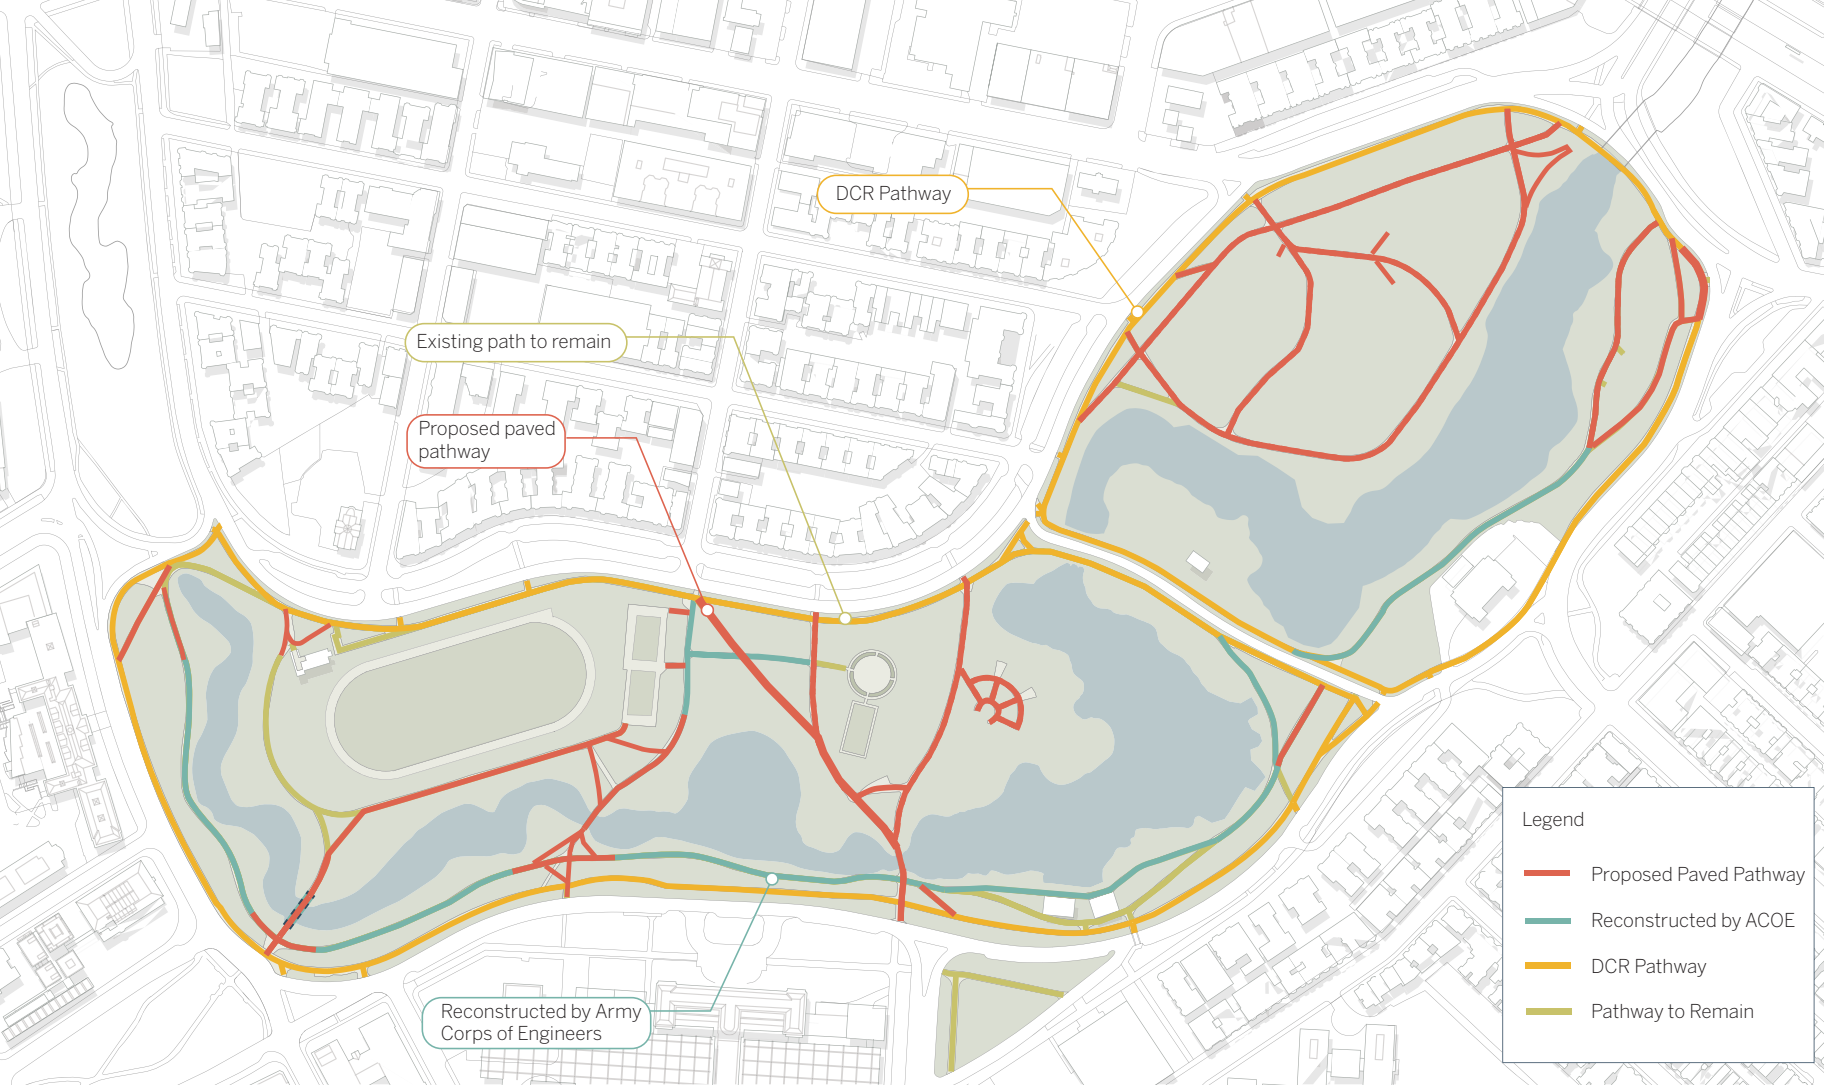 DCR Pathway
Existing path to remain
Proposed paved
pathway
Reconstructed by Army
Corps of Engineers
Legend
Proposed Paved Pathway
Reconstructed by ACOE
DCR Pathway
Pathway to Remain